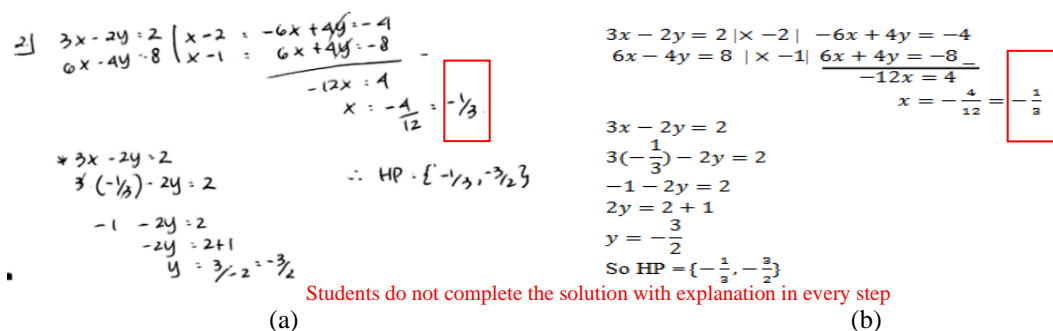 2] 3x - 2y = 2 | x -2 : -6x + 4y = -4
6x - 4y = 8 | x -1 : 6x + 4y = -8 -
-12x = 4
x = -4/12 = -1/3
* 3x - 2y = 2
3 (-1/3) - 2y = 2
-1 - 2y = 2
-2y = 2+1
y = 3/-2 = -3/2
∴ HP = {-1/3, -3/2}
(a)
3x − 2y = 2 |× −2| −6x + 4y = −4
6x − 4y = 8 | × −1| 6x + 4y = −8 _
−12x = 4
x = − 4/12 = − 1/3
3x − 2y = 2
3(− 1/3) − 2y = 2
−1 − 2y = 2
2y = 2 + 1
y = − 3/2
So HP = {− 1/3, − 3/2}
Students do not complete the solution with explanation in every step
(b)